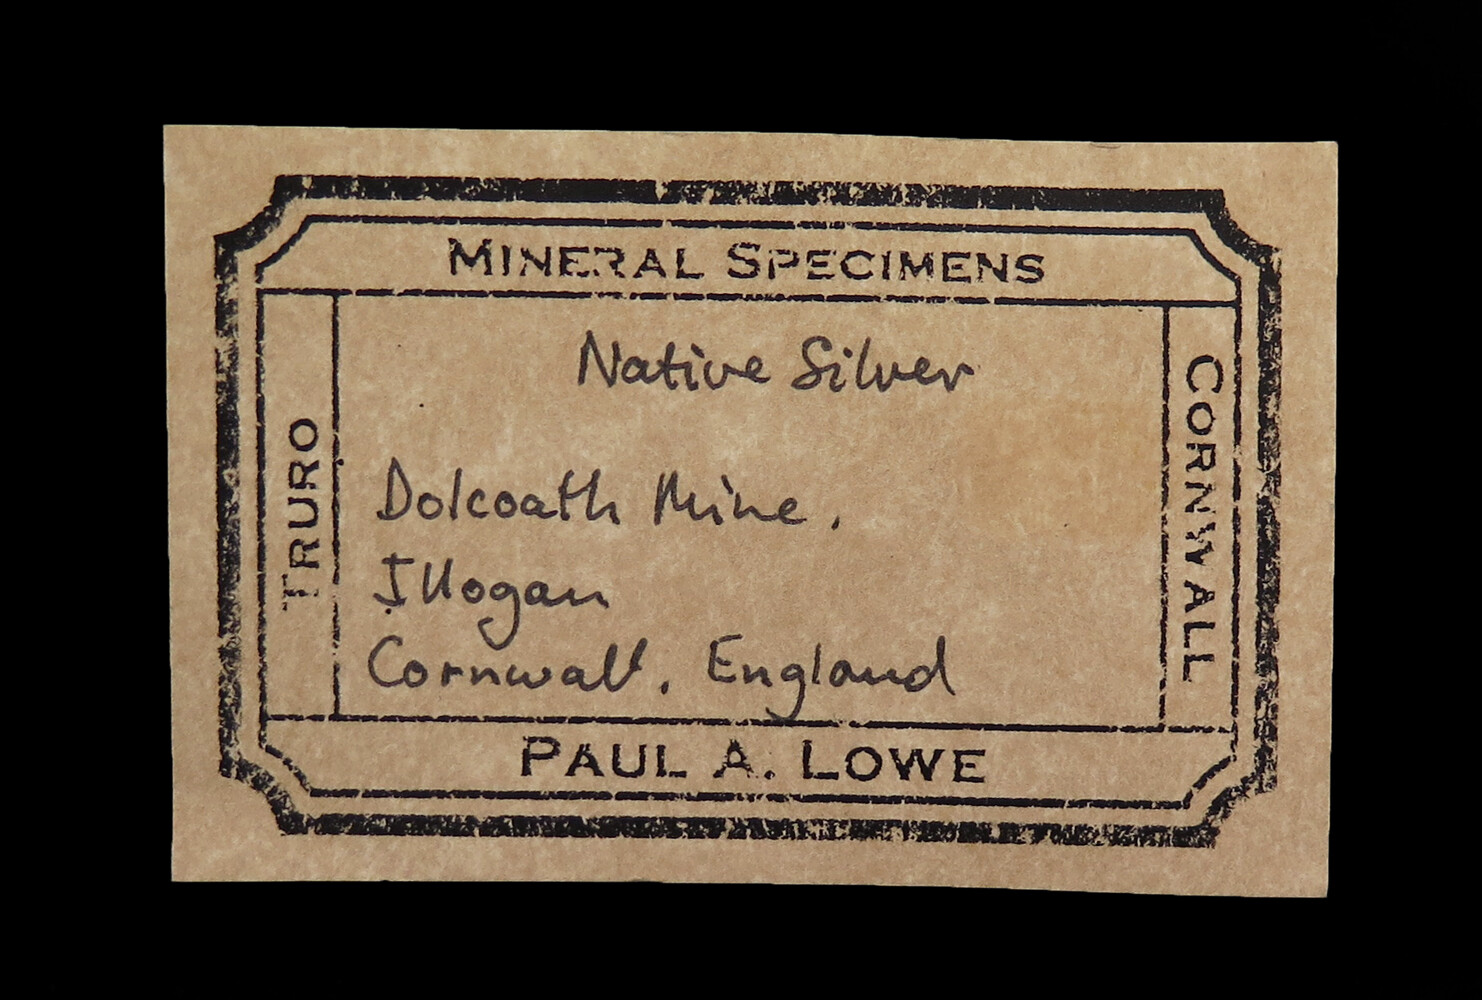 MINERAL SPECIMENS
TRURO
Native Silver
Dolcoath Mine.
Illogan
Cornwall. England
CORNWALL
PAUL A. LOWE